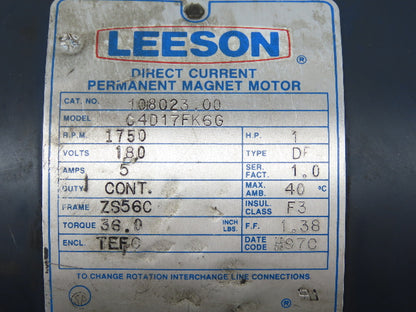 LEESON ®
DIRECT CURRENT
PERMANENT MAGNET MOTOR
CAT. NO. 108023.00
MODEL C4D17FK6G
R.P.M. 1750 H.P. 1
VOLTS 180 TYPE DF
AMPS 5 SER. FACT. 1.0
DUTY CONT. MAX. AMB. 40 °C
FRAME ZS56C INSUL. CLASS F3
TORQUE 36.0 INCH LBS. F.F. 1.38
ENCL. TEFC DATE CODE M97C
TO CHANGE ROTATION INTERCHANGE LINE CONNECTIONS.
SA ®